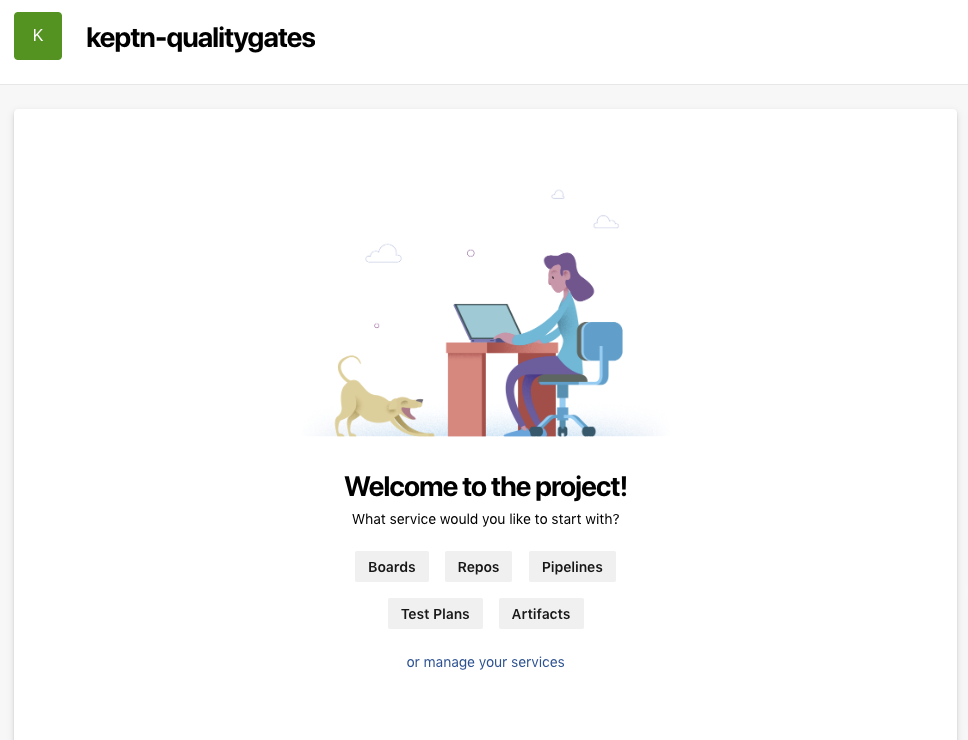 K
keptn-qualitygates
Welcome to the project!
What service would you like to start with?
Boards Repos Pipelines
Test Plans Artifacts
or manage your services